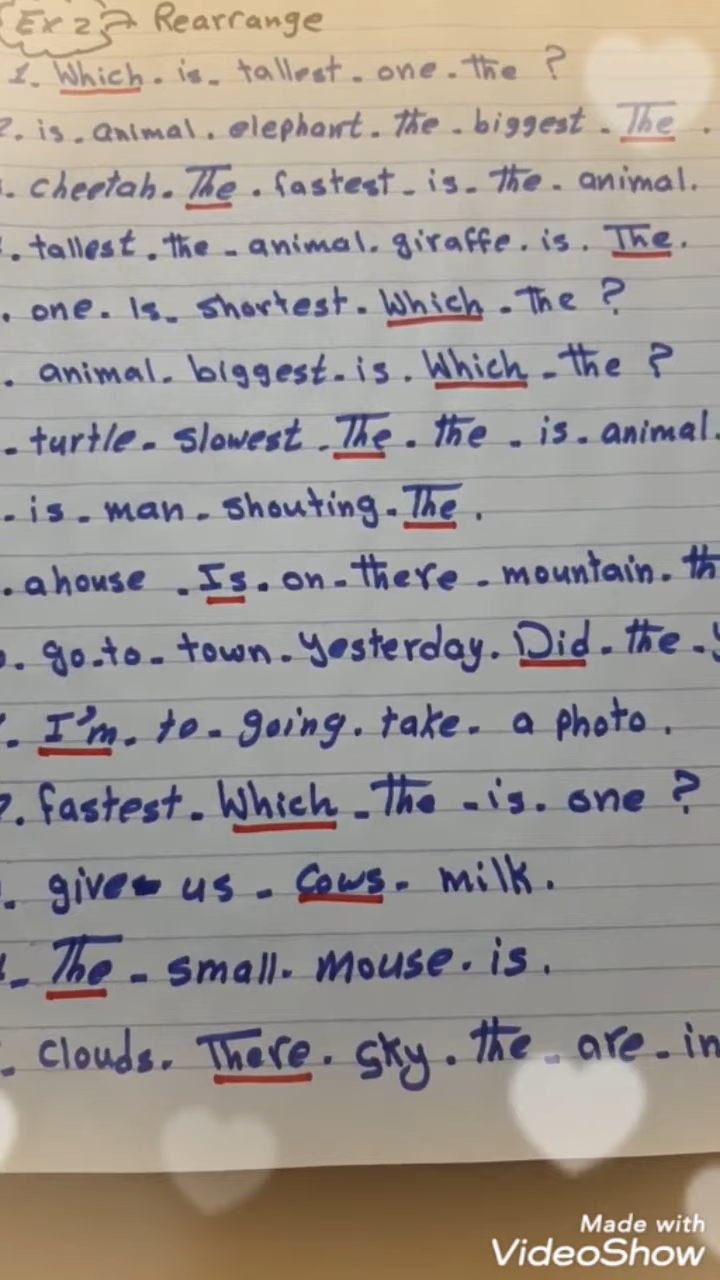 Ex 2 → Rearrange
1. Which. is. tallest. one. the ?
2. is. animal. elephant. the. biggest. The .
. cheetah. The. fastest. is. the. animal.
. tallest. the. animal. giraffe. is. The.
. one. Is. shortest. Which. The ?
. animal. biggest. is. Which. the ?
. turtle. slowest. The. the. is. animal.
. is. man. shouting. The.
. a house. Is. on. there. mountain. th
. go. to. town. yesterday. Did. the.
. I'm. to. going. take. a photo.
. fastest. Which. The. is. one ?
. give us. Cows. milk.
. The. small. mouse. is.
. clouds. There. sky. the. are. in
Made with
VideoShow